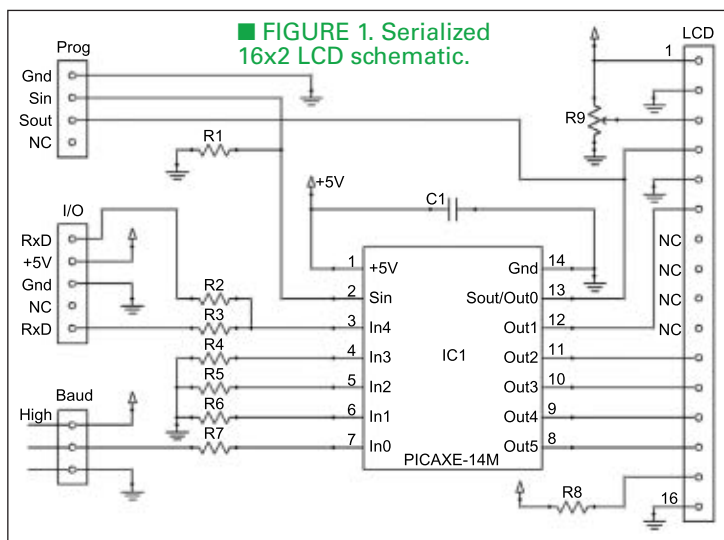 ■ FIGURE 1. Serialized
16x2 LCD schematic.
Prog
Gnd
Sin
Sout
NC
R1
I/O
RxD
+5V
Gnd
NC
RxD
R2
R3
R4
R5
R6
R7
Baud
High
+5V
C1
1 +5V
2 Sin
3 In4
4 In3
5 In2
6 In1
7 In0
IC1
PICAXE-14M
Gnd 14
Sout/Out0 13
Out1 12
Out2 11
Out3 10
Out4 9
Out5 8
R9
R8
LCD
1
NC
NC
NC
NC
16